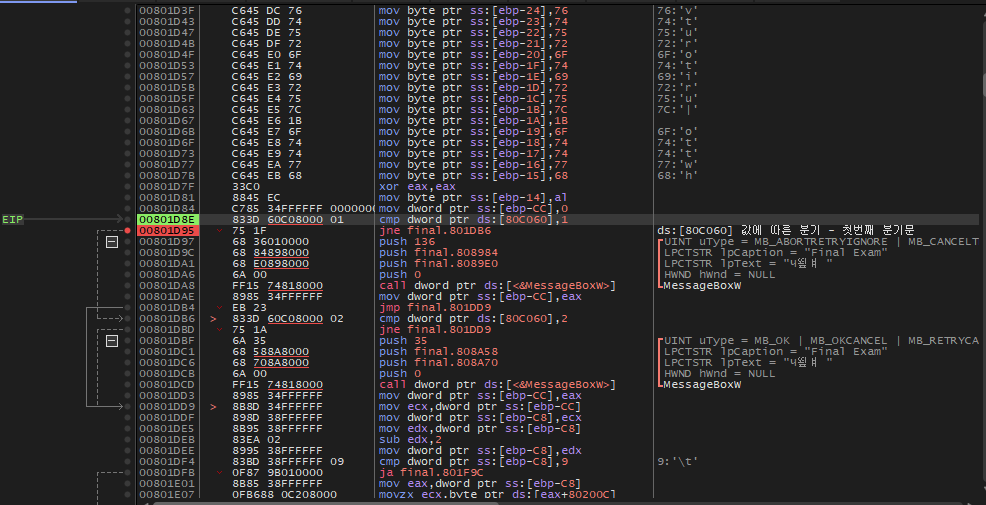 00801D3F C645 DC 76 mov byte ptr ss:[ebp-24],76 76:'v'
00801D43 C645 DD 74 mov byte ptr ss:[ebp-23],74 74:'t'
00801D47 C645 DE 75 mov byte ptr ss:[ebp-22],75 75:'u'
00801D4B C645 DF 72 mov byte ptr ss:[ebp-21],72 72:'r'
00801D4F C645 E0 6F mov byte ptr ss:[ebp-20],6F 6F:'o'
00801D53 C645 E1 74 mov byte ptr ss:[ebp-1F],74 74:'t'
00801D57 C645 E2 69 mov byte ptr ss:[ebp-1E],69 69:'i'
00801D5B C645 E3 72 mov byte ptr ss:[ebp-1D],72 72:'r'
00801D5F C645 E4 75 mov byte ptr ss:[ebp-1C],75 75:'u'
00801D63 C645 E5 7C mov byte ptr ss:[ebp-1B],7C 7C:'|'
00801D67 C645 E6 1B mov byte ptr ss:[ebp-1A],1B
00801D6B C645 E7 6F mov byte ptr ss:[ebp-19],6F 6F:'o'
00801D6F C645 E8 74 mov byte ptr ss:[ebp-18],74 74:'t'
00801D73 C645 E9 74 mov byte ptr ss:[ebp-17],74 74:'t'
00801D77 C645 EA 77 mov byte ptr ss:[ebp-16],77 77:'w'
00801D7B C645 EB 68 mov byte ptr ss:[ebp-15],68 68:'h'
00801D7F 33C0 xor eax,eax
00801D81 8845 EC mov byte ptr ss:[ebp-14],al
00801D84 C785 34FFFFFF 0000000 mov dword ptr ss:[ebp-CC],0
EIP 00801D8E 833D 60C08000 01 cmp dword ptr ds:[80C060],1
00801D95 75 1F jne final.801DB6 ds:[80C060] 값에 따른 분기 - 첫번째 분기문
00801D97 68 36010000 push 136 UINT uType = MB_ABORTRETRYIGNORE | MB_CANCELT
00801D9C 68 84898000 push final.808984 LPCTSTR lpCaption = "Final Exam"
00801DA1 68 E0898000 push final.8089E0 LPCTSTR lpText = "
00801DA6 6A 00 push 0 HWND hWnd = NULL
00801DA8 FF15 74818000 call dword ptr ds:[<&MessageBoxW>] MessageBoxW
00801DAE 8985 34FFFFFF mov dword ptr ss:[ebp-CC],eax
00801DB4 EB 23 jmp final.801DD9
00801DB6 > 833D 60C08000 02 cmp dword ptr ds:[80C060],2
00801DBD 75 1A jne final.801DD9
00801DBF 6A 35 push 35 UINT uType = MB_OK | MB_OKCANCEL | MB_RETRYCA
00801DC1 68 588A8000 push final.808A58 LPCTSTR lpCaption = "Final Exam"
00801DC6 68 708A8000 push final.808A70 LPCTSTR lpText = "
00801DCB 6A 00 push 0 HWND hWnd = NULL
00801DCD FF15 74818000 call dword ptr ds:[<&MessageBoxW>] MessageBoxW
00801DD3 8985 34FFFFFF mov dword ptr ss:[ebp-CC],eax
00801DD9 > 8B8D 34FFFFFF mov ecx,dword ptr ss:[ebp-CC]
00801DDF 898D 38FFFFFF mov dword ptr ss:[ebp-C8],ecx
00801DE5 8B95 38FFFFFF mov edx,dword ptr ss:[ebp-C8]
00801DEB 83EA 02 sub edx,2
00801DEE 8995 38FFFFFF mov dword ptr ss:[ebp-C8],edx
00801DF4 83BD 38FFFFFF 09 cmp dword ptr ss:[ebp-C8],9 9:'\t'
00801DFB 0F87 9B010000 ja final.801F9C
00801E01 8B85 38FFFFFF mov eax,dword ptr ss:[ebp-C8]
00801E07 0FB688 0C208000 movzx ecx,byte ptr ds:[eax+80200C]